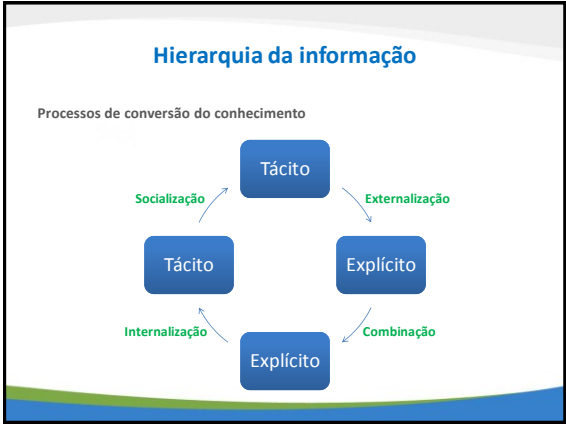 Hierarquia da informação
Processos de conversão do conhecimento
Tácito
Socialização
Externalização
Tácito
Explícito
Internalização
Combinação
Explícito